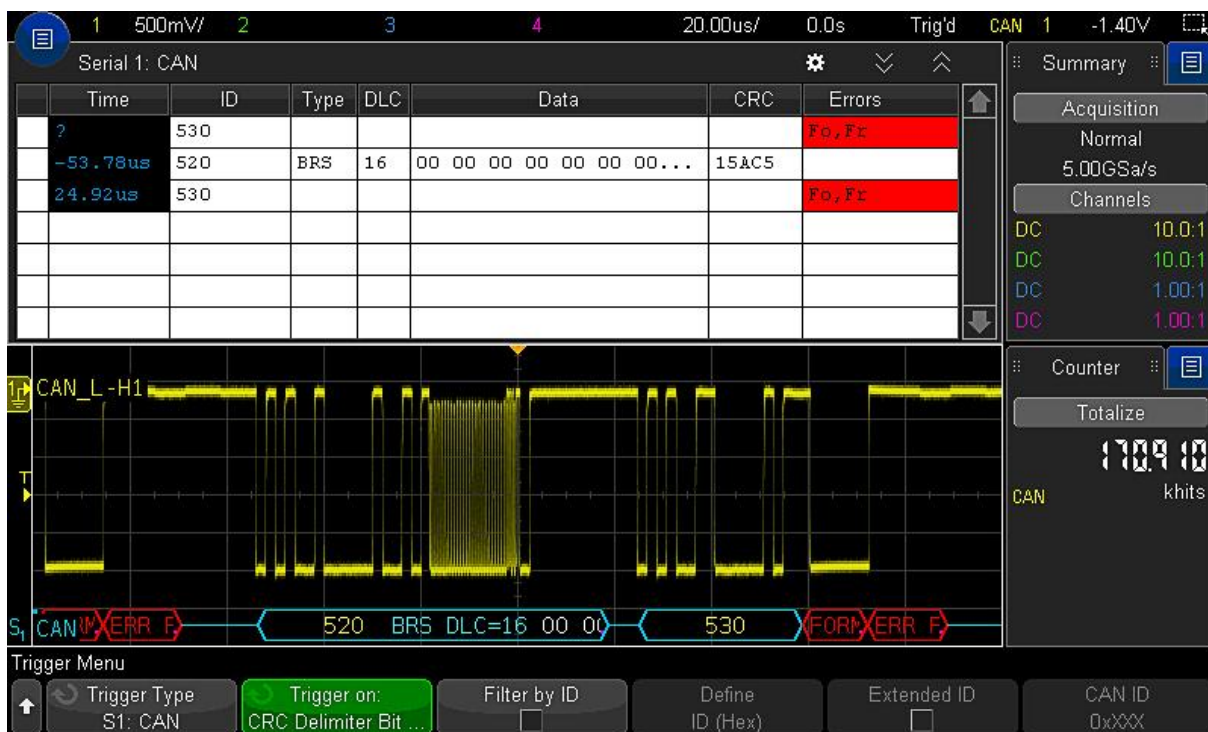 1 500mV/ 2 3 4 20.00us/ 0.0s Trig'd CAN 1 -1.40V
Serial 1: CAN
Time ID Type DLC Data CRC Errors
? 530 Fo,Fr
-53.78us 520 BRS 16 00 00 00 00 00 00 00... 15AC5
24.92us 530 Fo,Fr
Summary
Acquisition
Normal
5.00GSa/s
Channels
DC 10.0:1
DC 10.0:1
DC 1.00:1
DC 1.00:1
Counter
Totalize
170.910
CAN khits
CAN_L-H1
T
S1 CAN ERR F 520 BRS DLC=16 00 00 530 FORM ERR F
Trigger Menu
Trigger Type Trigger on: Filter by ID Define Extended ID CAN ID
S1: CAN CRC Delimiter Bit ... ID (Hex) 0xXXX